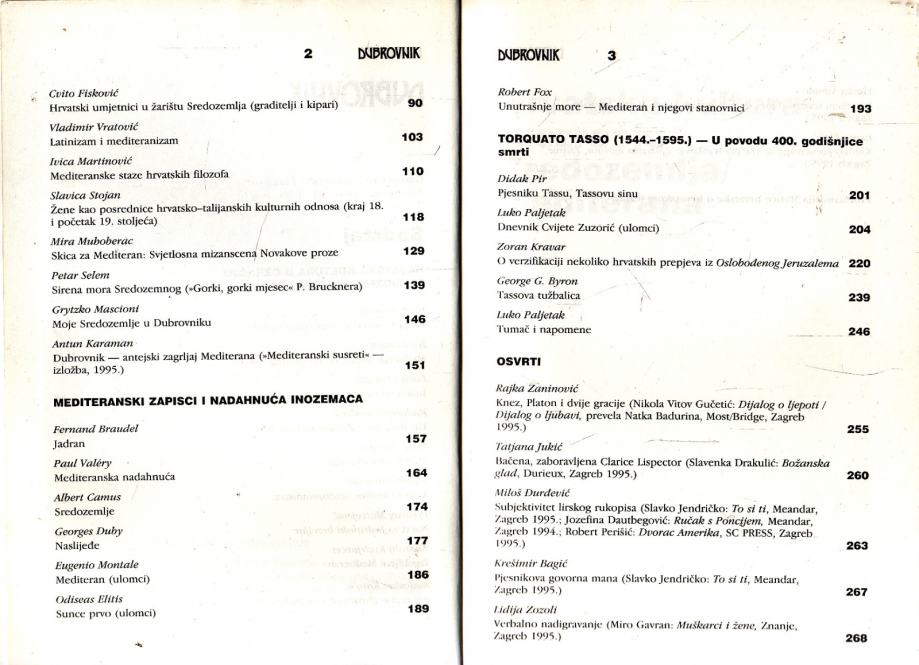 2 DUBROVNIK
Cvito Fisković
Hrvatski umjetnici u žarištu Sredozemlja (graditelji i kipari) 90
Vladimir Vratović
Latinizam i mediteranizam 103
Ivica Martinović
Mediteranske staze hrvatskih filozofa 110
Slavica Stojan
Žene kao posrednice hrvatsko–talijanskih kulturnih odnosa (kraj 18.
i početak 19. stoljeća) 118
Mira Muhoberac
Skica za Mediteran: Svjetlosna mizanscena Novakove proze 129
Petar Selem
Sirena mora Sredozemnog (»Gorki, gorki mjesec« P. Brucknera) 139
Grytzko Mascioni
Moje Sredozemlje u Dubrovniku 146
Antun Karaman
Dubrovnik — antejski zagrljaj Mediterana (»Mediteranski susreti« —
izložba, 1995.) 151
MEDITERANSKI ZAPISCI I NADAHNUĆA INOZEMACA
Fernand Braudel
Jadran 157
Paul Valéry
Mediteranska nadahnuća 164
Albert Camus
Sredozemlje 174
Georges Duby
Naslijeđe 177
Eugenio Montale
Mediteran (ulomci) 186
Odiseas Elitis
Sunce prvo (ulomci) 189
DUBROVNIK 3
Robert Fox
Unutrašnje more — Mediteran i njegovi stanovnici 193
TORQUATO TASSO (1544.–1595.) — U povodu 400. godišnjice
smrti
Didak Pir
Pjesniku Tassu, Tassovu sinu 201
Luko Paljetak
Dnevnik Cvijete Zuzorić (ulomci) 204
Zoran Kravar
O verzifikaciji nekoliko hrvatskih prepjeva iz Oslobođenog Jeruzalema 220
George G. Byron
Tassova tužbalica 239
Luko Paljetak
Tumač i napomene 246
OSVRTI
Rajka Zaninović
Knez, Platon i dvije gracije (Nikola Vitov Gučetić: Dijalog o ljepoti /
Dijalog o ljubavi, prevela Natka Badurina, Most/Bridge, Zagreb
1995.) 255
Tatjana Jukić
Bačena, zaboravljena Clarice Lispector (Slavenka Drakulić: Božanska
glad, Durieux, Zagreb 1995.) 260
Miloš Đurđević
Subjektivitet lirskog rukopisa (Slavko Jendričko: To si ti, Meandar,
Zagreb 1995.; Jozefina Dautbegović: Ručak s Poncijem, Meandar,
Zagreb 1994.; Robert Perišić: Dvorac Amerika, SC PRESS, Zagreb
1995.) 263
Krešimir Bagić
Pjesnikova govorna mana (Slavko Jendričko: To si ti, Meandar,
Zagreb 1995.) 267
Lidija Zozoli
Verbalno nadigravanje (Miro Gavran: Muškarci i žene, Znanje,
Zagreb 1995.) 268